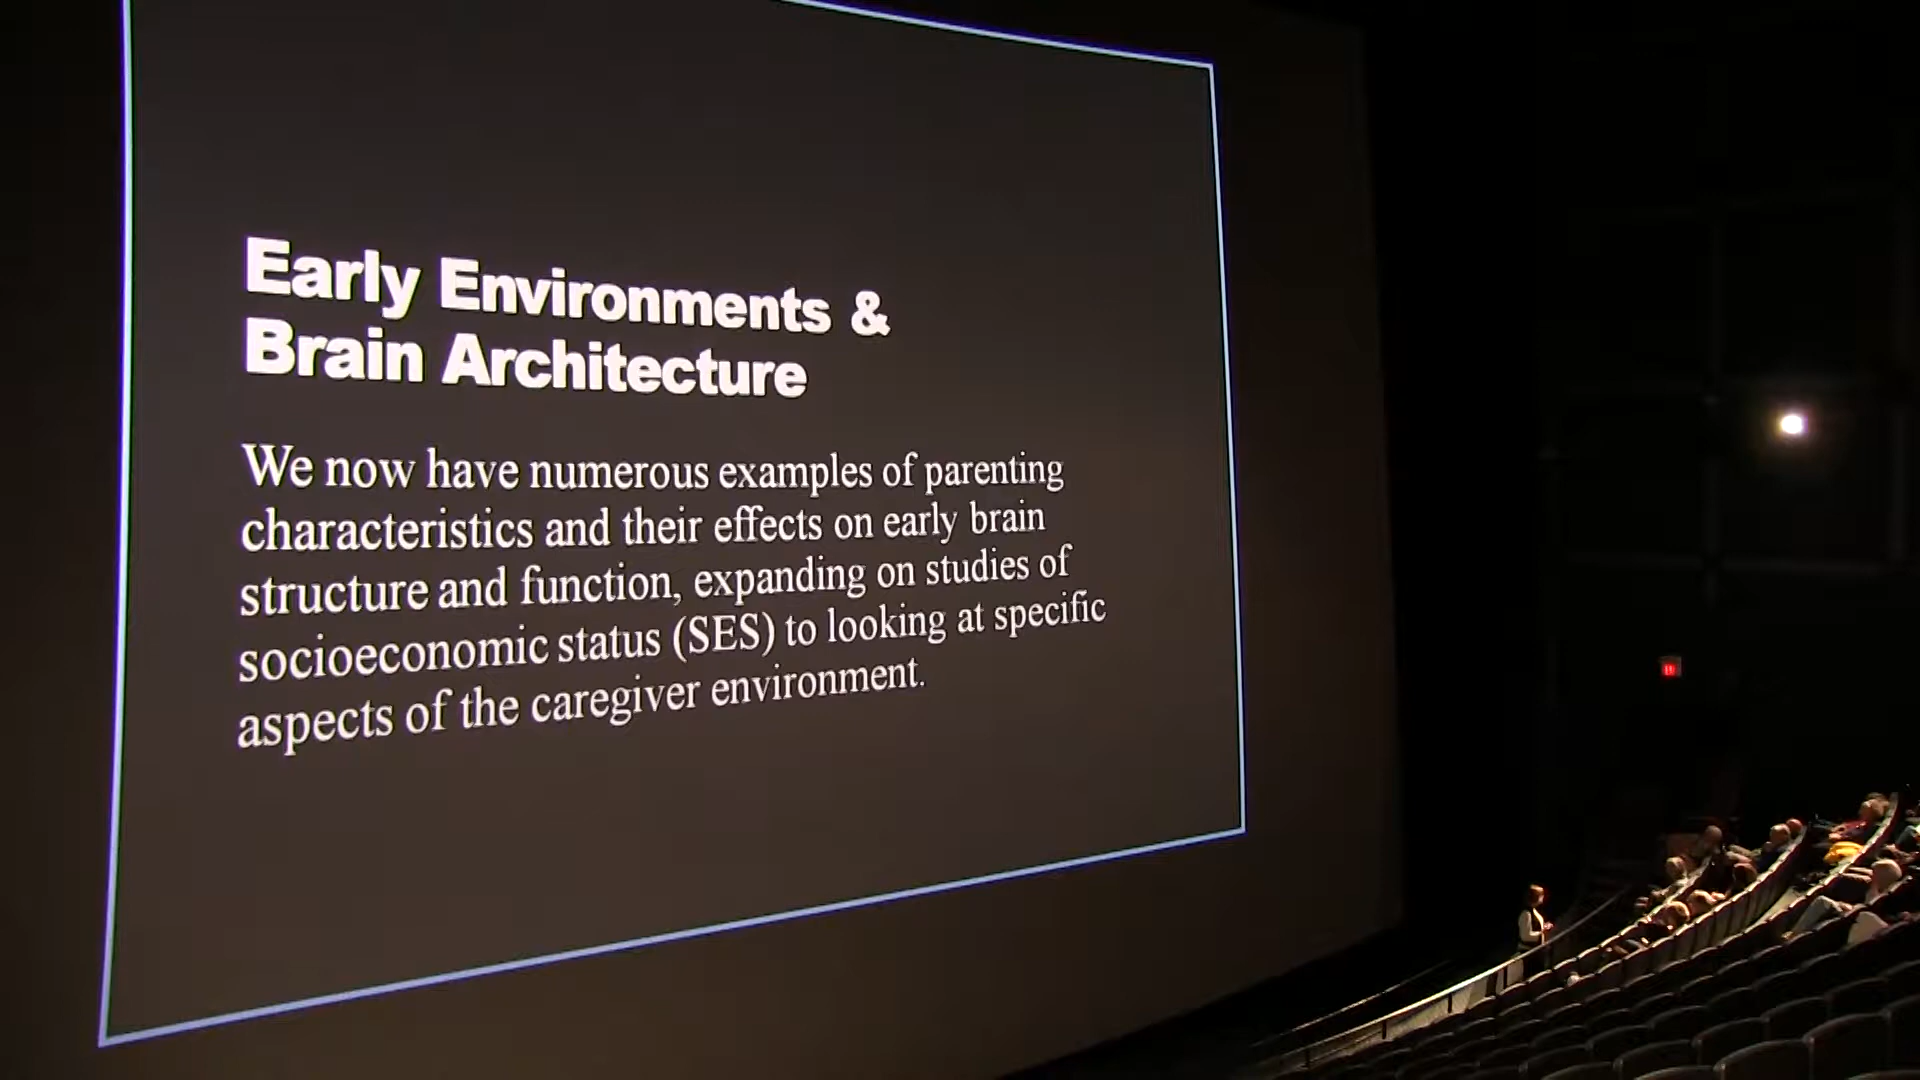 Early Environments &
Brain Architecture
We now have numerous examples of parenting
characteristics and their effects on early brain
structure and function, expanding on studies of
socioeconomic status (SES) to looking at specific
aspects of the caregiver environment.